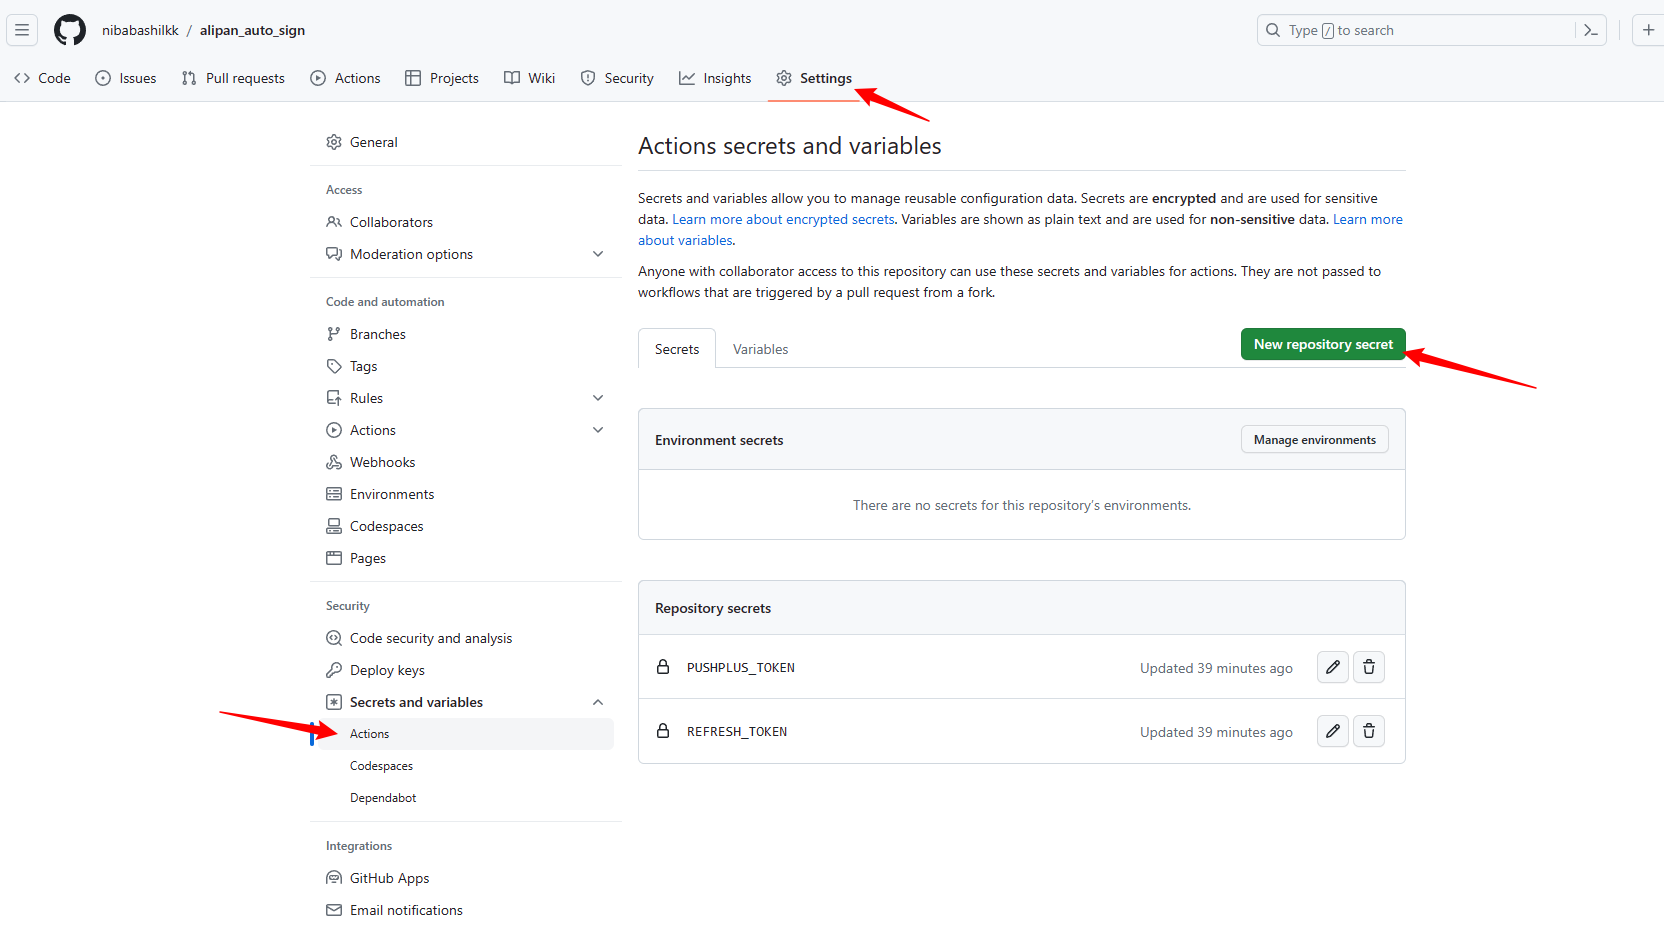 nibabashilkk / alipan_auto_sign
Type / to search
Code
Issues
Pull requests
Actions
Projects
Wiki
Security
Insights
Settings
General
Access
Collaborators
Moderation options
Code and automation
Branches
Tags
Rules
Actions
Webhooks
Environments
Codespaces
Pages
Security
Code security and analysis
Deploy keys
Secrets and variables
Actions
Codespaces
Dependabot
Integrations
GitHub Apps
Email notifications
Actions secrets and variables
Secrets and variables allow you to manage reusable configuration data. Secrets are encrypted and are used for sensitive
data. Learn more about encrypted secrets. Variables are shown as plain text and are used for non-sensitive data. Learn more
about variables.
Anyone with collaborator access to this repository can use these secrets and variables for actions. They are not passed to
workflows that are triggered by a pull request from a fork.
Secrets
Variables
New repository secret
Environment secrets
Manage environments
There are no secrets for this repository's environments.
Repository secrets
PUSHPLUS_TOKEN
Updated 39 minutes ago
REFRESH_TOKEN
Updated 39 minutes ago